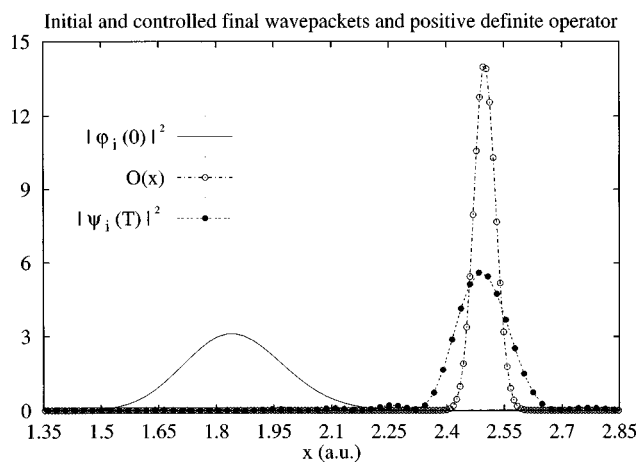 Initial and controlled final wavepackets and positive definite operator
15
12
9
6
3
0
| φ i (0) | 2
O(x)
| ψ i (T) | 2
1.35 1.5 1.65 1.8 1.95 2.1 2.25 2.4 2.55 2.7 2.85
x (a.u.)